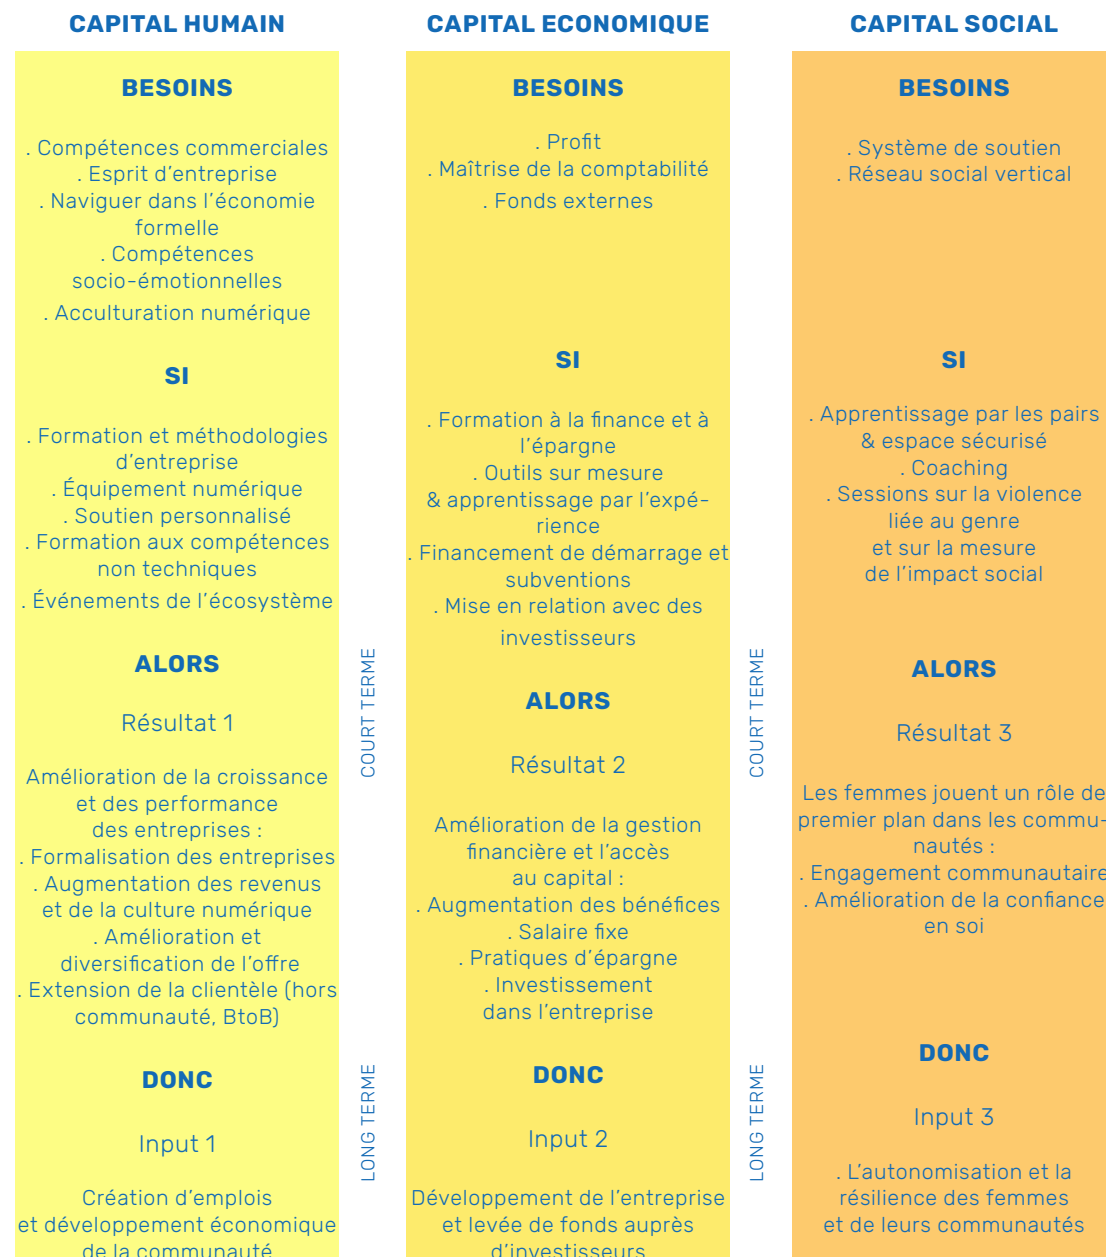 CAPITAL HUMAIN
BESOINS
. Compétences commerciales
. Esprit d'entreprise
. Naviguer dans l'économie
formelle
. Compétences
socio-émotionnelles
. Acculturation numérique
SI
. Formation et méthodologies
d'entreprise
. Équipement numérique
. Soutien personnalisé
. Formation aux compétences
non techniques
. Événements de l'écosystème
ALORS
Résultat 1
Amélioration de la croissance
et des performance
des entreprises :
. Formalisation des entreprises
. Augmentation des revenus
et de la culture numérique
. Amélioration et
diversification de l'offre
. Extension de la clientèle (hors
communauté, BtoB)
DONC
Input 1
Création d'emplois
et développement économique
de la communauté
COURT TERME
LONG TERME
CAPITAL ECONOMIQUE
BESOINS
. Profit
. Maîtrise de la comptabilité
. Fonds externes
SI
. Formation à la finance et à
l'épargne
. Outils sur mesure
& apprentissage par l'expé-
rience
. Financement de démarrage et
subventions
. Mise en relation avec des
investisseurs
ALORS
Résultat 2
Amélioration de la gestion
financière et l'accès
au capital :
. Augmentation des bénéfices
. Salaire fixe
. Pratiques d'épargne
. Investissement
dans l'entreprise
DONC
Input 2
Développement de l'entreprise
et levée de fonds auprès
d'investisseurs
COURT TERME
LONG TERME
CAPITAL SOCIAL
BESOINS
. Système de soutien
. Réseau social vertical
SI
. Apprentissage par les pairs
& espace sécurisé
. Coaching
. Sessions sur la violence
liée au genre
et sur la mesure
de l'impact social
ALORS
Résultat 3
Les femmes jouent un rôle de
premier plan dans les commu-
nautés :
. Engagement communautaire
. Amélioration de la confiance
en soi
DONC
Input 3
. L'autonomisation et la
résilience des femmes
et de leurs communautés